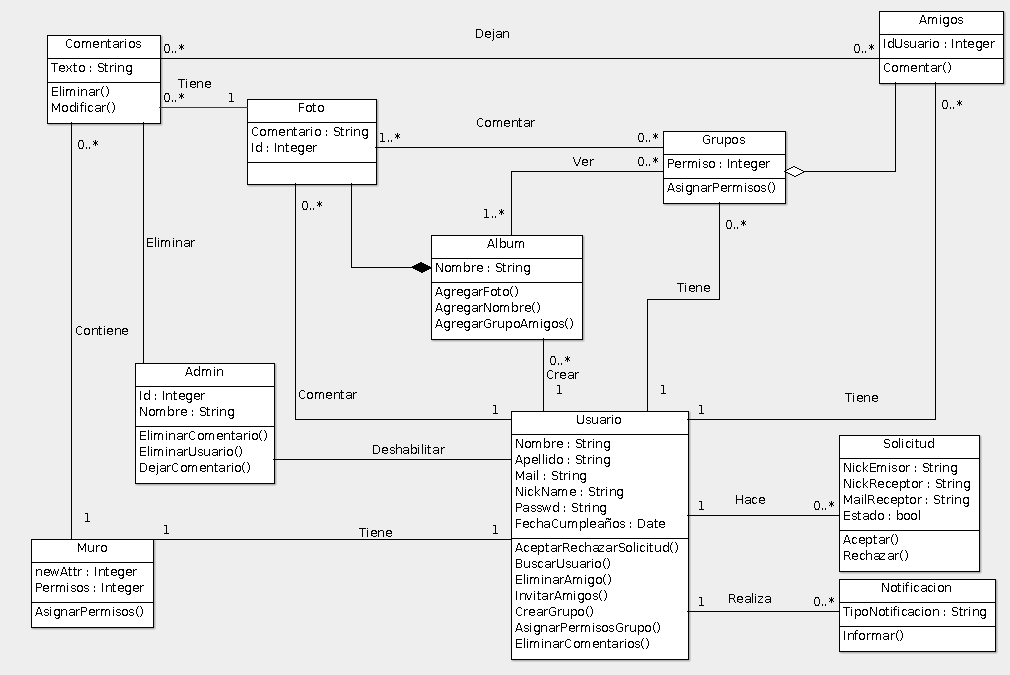 Amigos
IdUsuario : Integer
Comentar()
Dejan
0..*
0..*
Comentarios
Texto : String
Eliminar()
Modificar()
Tiene
0..*
1
0..*
Foto
Comentario : String
Id : Integer
Comentar
1..*
0..*
Grupos
Permiso : Integer
AsignarPermisos()
Ver
0..*
1..*
0..*
0..*
0..*
Eliminar
Album
Nombre : String
AgregarFoto()
AgregarNombre()
AgregarGrupoAmigos()
Tiene
Contiene
0..*
Crear
1
1
Admin
Id : Integer
Nombre : String
EliminarComentario()
EliminarUsuario()
DejarComentario()
Comentar
1
1
Tiene
Deshabilitar
Usuario
Nombre : String
Apellido : String
Mail : String
NickName : String
Passwd : String
FechaCumpleaños : Date
AceptarRechazarSolicitud()
BuscarUsuario()
EliminarAmigo()
InvitarAmigos()
CrearGrupo()
AsignarPermisosGrupo()
EliminarComentarios()
Solicitud
NickEmisor : String
NickReceptor : String
MailReceptor : String
Estado : bool
Aceptar()
Rechazar()
1
Hace
0..*
1
1
Tiene
1
Muro
newAttr : Integer
Permisos : Integer
AsignarPermisos()
1
Realiza
0..*
Notificacion
TipoNotificacion : String
Informar()